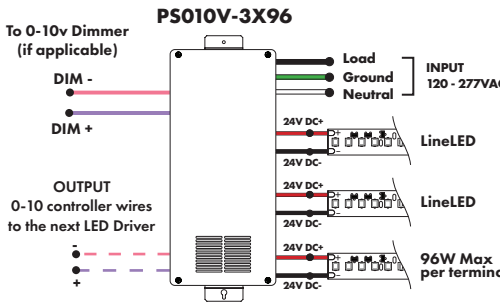 PS010V-3X96
To 0-10v Dimmer
(if applicable)
DIM -
DIM +
OUTPUT
0-10 controller wires
to the next LED Driver
-
+
Load
Ground
Neutral
INPUT
120 - 277VAC
24V DC+
+
-
24V DC-
LineLED
24V DC+
+
-
24V DC-
LineLED
24V DC+
+
-
24V DC-
96W Max
per